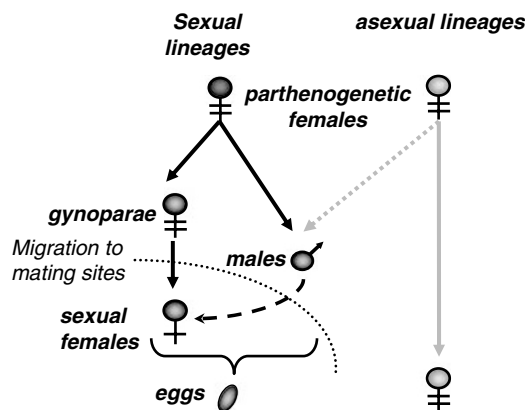 Sexual
lineages
asexual lineages
parthenogenetic
females
gynoparae
Migration to
mating sites
males
sexual
females
eggs